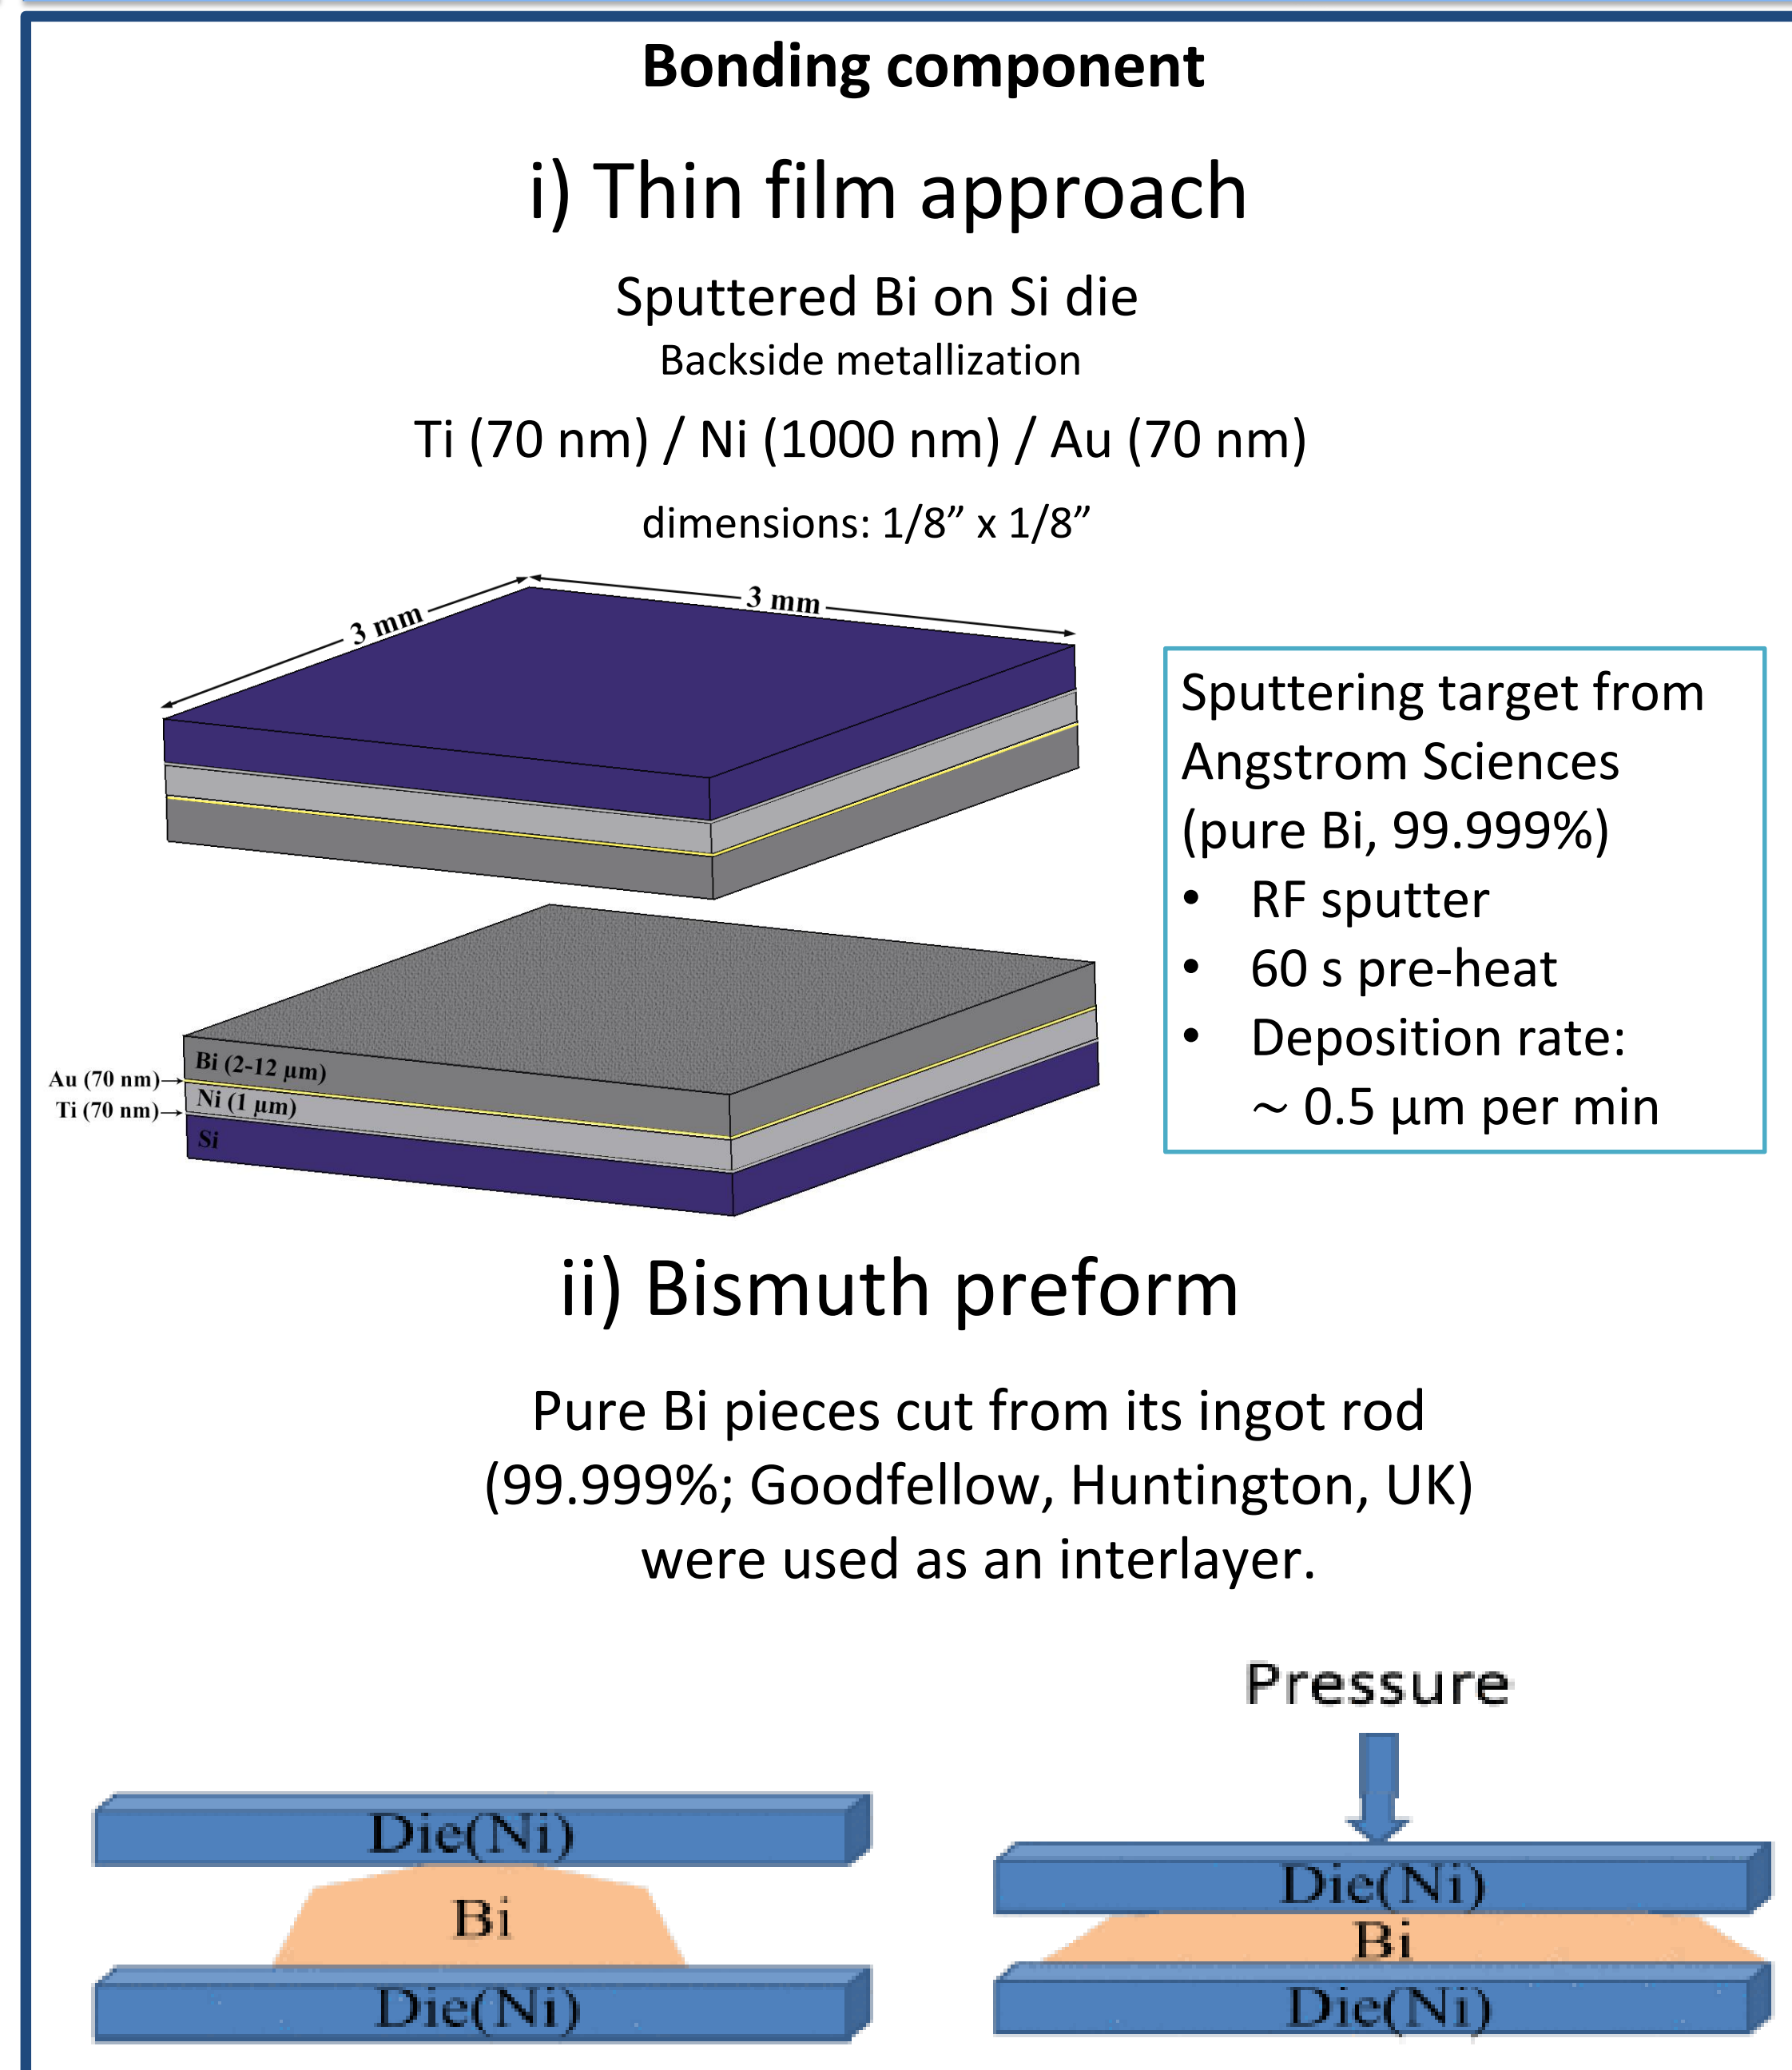 Bonding component
i) Thin film approach
Sputtered Bi on Si die
Backside metallization
Ti (70 nm) / Ni (1000 nm) / Au (70 nm)
dimensions: 1/8” x 1/8”
3 mm
3 mm
Bi (2-12 µm)
Au (70 nm)
Ni (1 µm)
Ti (70 nm)
Si
Sputtering target from
Angstrom Sciences
(pure Bi, 99.999%)
• RF sputter
• 60 s pre-heat
• Deposition rate:
~ 0.5 µm per min
ii) Bismuth preform
Pure Bi pieces cut from its ingot rod
(99.999%; Goodfellow, Huntington, UK)
were used as an interlayer.
Die(Ni)
Bi
Die(Ni)
Pressure
Die(Ni)
Bi
Die(Ni)